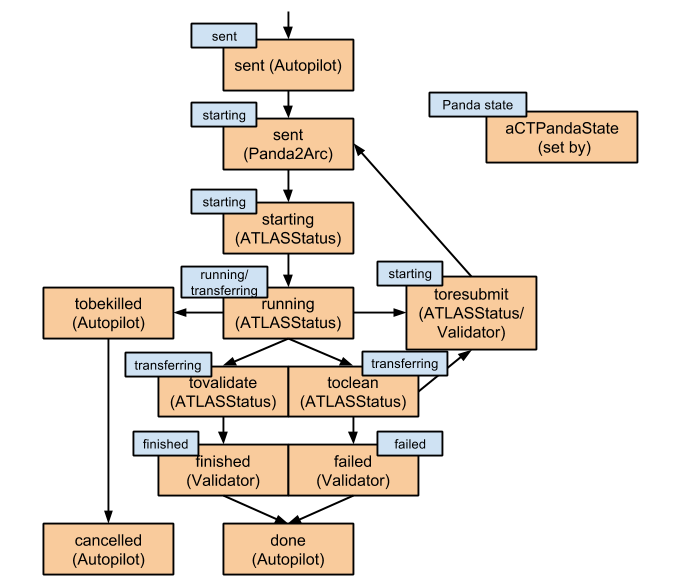 sent
sent (Autopilot)
Panda state
aCTPandaState
(set by)
starting
sent
(Panda2Arc)
starting
starting
(ATLASStatus)
running/
transferring
running
(ATLASStatus)
starting
toresubmit
(ATLASStatus/
Validator)
tobekilled
(Autopilot)
transferring
tovalidate
(ATLASStatus)
transferring
toclean
(ATLASStatus)
finished
finished
(Validator)
failed
failed
(Validator)
cancelled
(Autopilot)
done
(Autopilot)